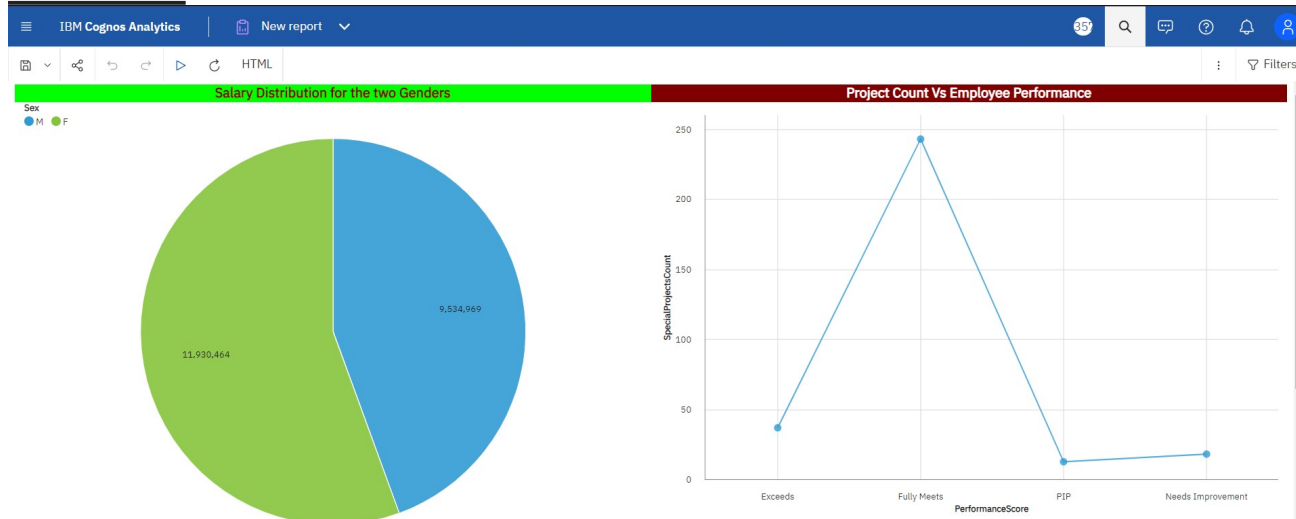 IBM Cognos Analytics
New report
357
HTML
Filters
Salary Distribution for the two Genders
Sex
M F
9,534,969
11,930,464
Project Count Vs Employee Performance
SpecialProjectsCount
250
200
150
100
50
0
Exceeds Fully Meets PIP Needs Improvement
PerformanceScore